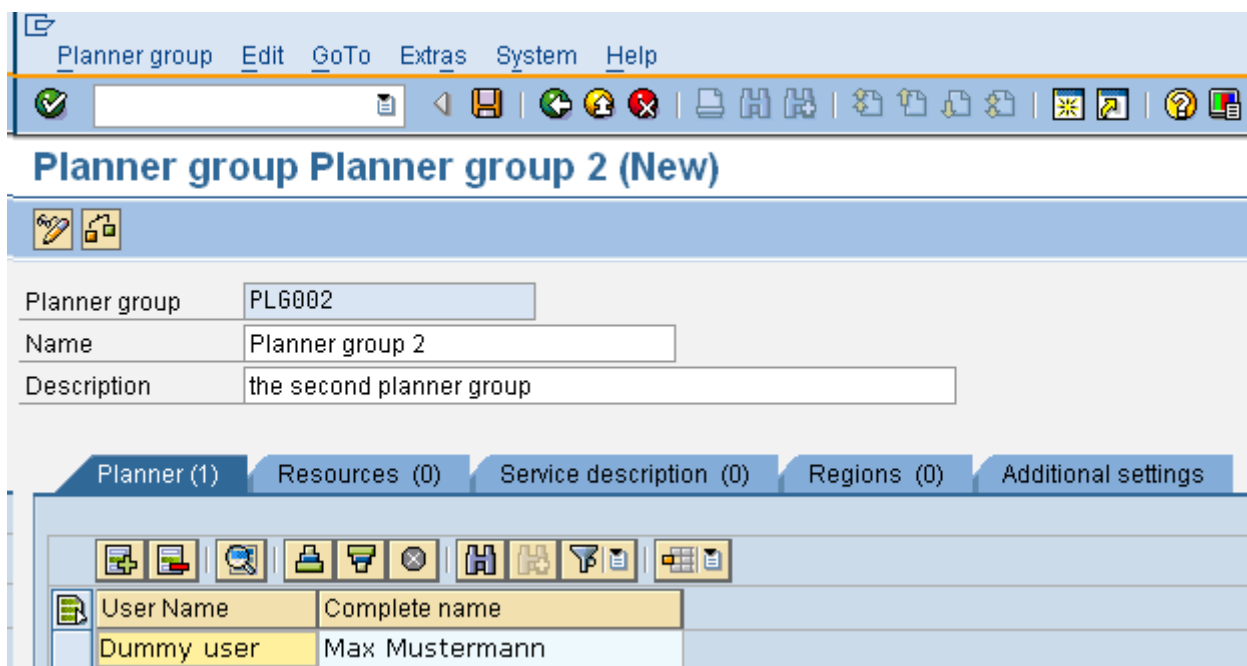 Planner group Edit GoTo Extras System Help
Planner group Planner group 2 (New)
Planner group PLG002
Name Planner group 2
Description the second planner group
Planner (1) Resources (0) Service description (0) Regions (0) Additional settings
User Name Complete name
Dummy user Max Mustermann